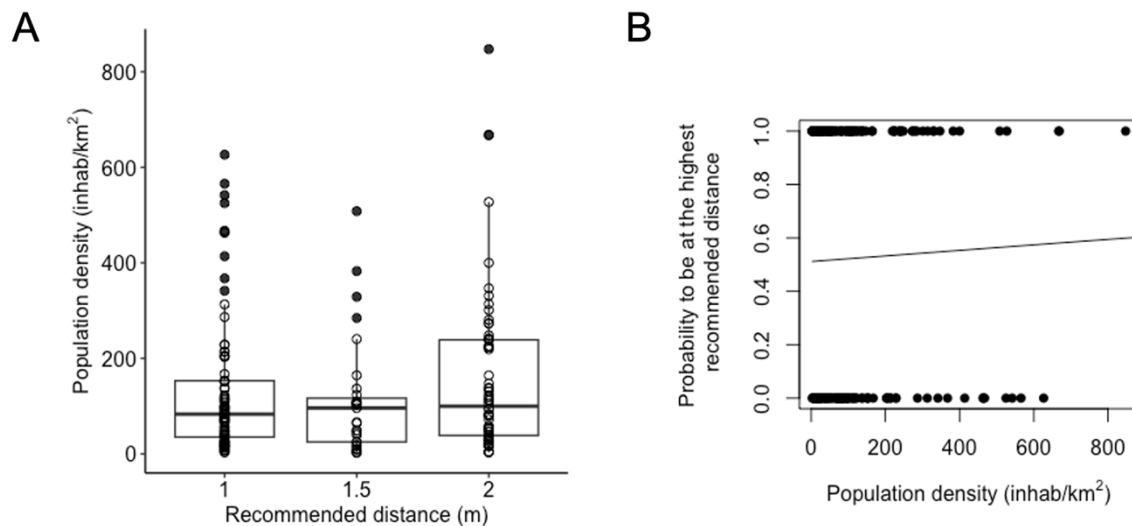 A
Population density (inhab/km²)
800
600
400
200
0
1
1.5
2
Recommended distance (m)
B
Probability to be at the highest
recommended distance
1.0
0.8
0.6
0.4
0.2
0.0
0
200
400
600
800
Population density (inhab/km²)